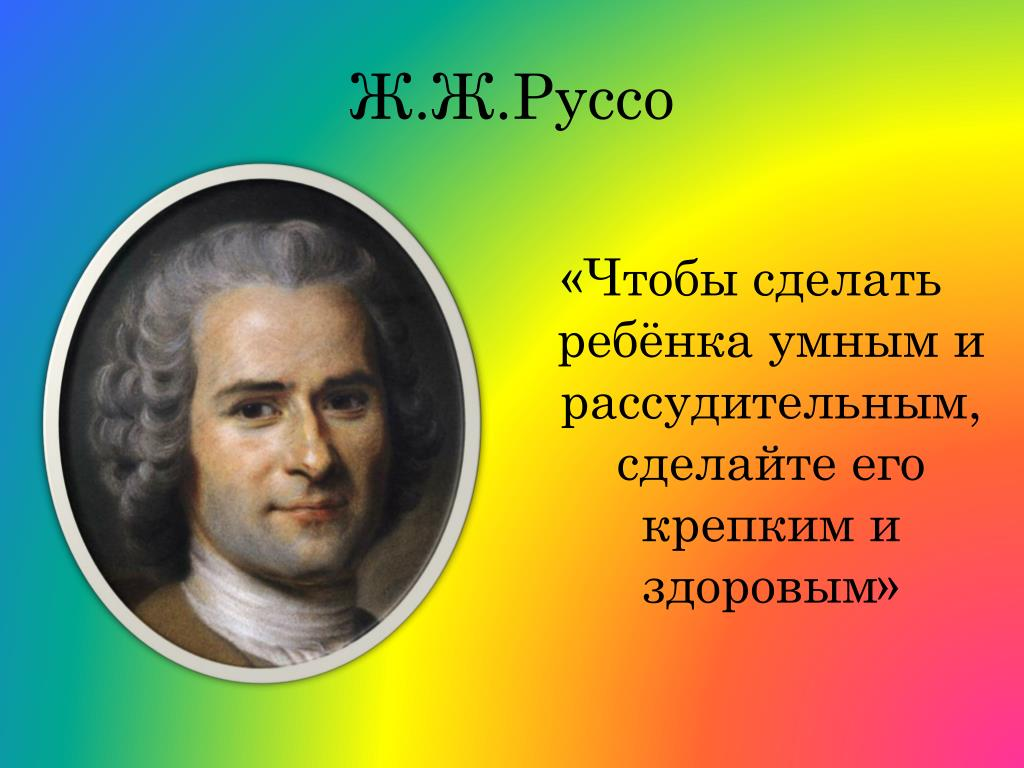 Ж.Ж.Руссо
«Чтобы сделать
ребёнка умным и
рассудительным,
сделайте его
крепким и
здоровым»